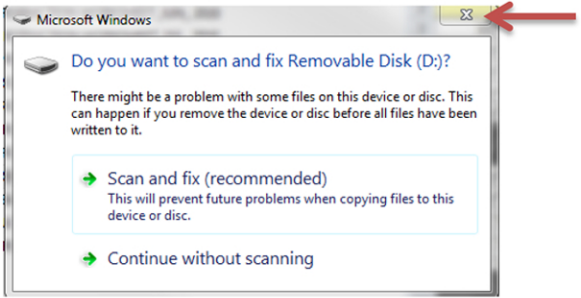 Microsoft Windows
Do you want to scan and fix Removable Disk (D:)?
There might be a problem with some files on this device or disc. This
can happen if you remove the device or disc before all files have been
written to it.
Scan and fix (recommended)
This will prevent future problems when copying files to this
device or disc.
Continue without scanning